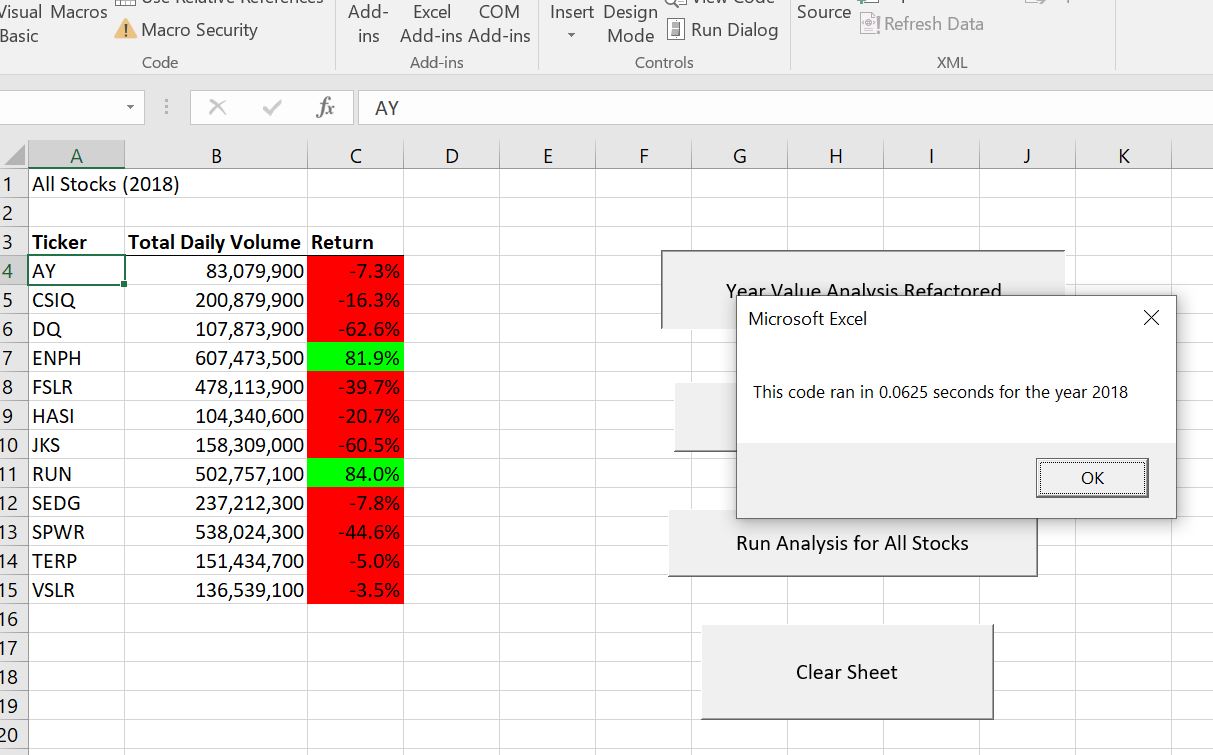 Visual Macros Use Relative References Add- Excel COM Insert Design View Code Source
Basic Macro Security ins Add-ins Add-ins Mode Run Dialog Refresh Data
Code Add-ins Controls XML
fx AY
A B C D E F G H I J K
1 All Stocks (2018)
2
3 Ticker Total Daily Volume Return
4 AY 83,079,900 -7.3%
5 CSIQ 200,879,900 -16.3%
6 DQ 107,873,900 -62.6%
7 ENPH 607,473,500 81.9%
8 FSLR 478,113,900 -39.7%
9 HASI 104,340,600 -20.7%
10 JKS 158,309,000 -60.5%
11 RUN 502,757,100 84.0%
12 SEDG 237,212,300 -7.8%
13 SPWR 538,024,300 -44.6%
14 TERP 151,434,700 -5.0%
15 VSLR 136,539,100 -3.5%
16
17
18
19
20
Year Value Analysis Refactored
Microsoft Excel
This code ran in 0.0625 seconds for the year 2018
OK
Run Analysis for All Stocks
Clear Sheet